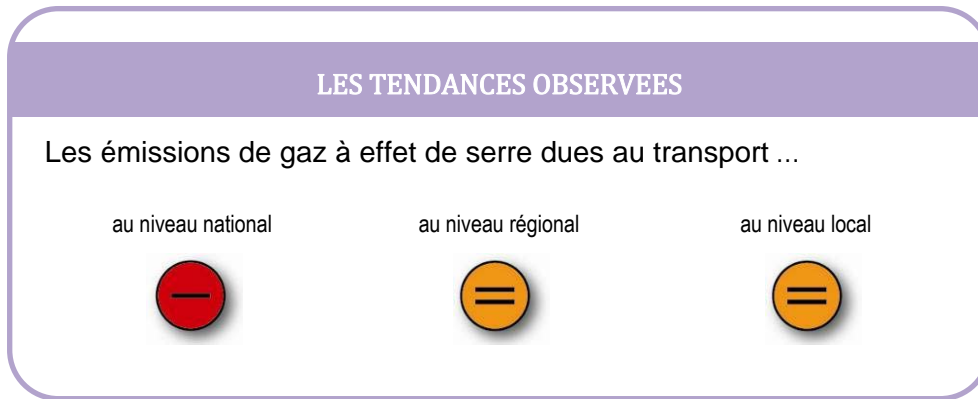 LES TENDANCES OBSERVEES
Les émissions de gaz à effet de serre dues au transport ...
au niveau national au niveau régional au niveau local